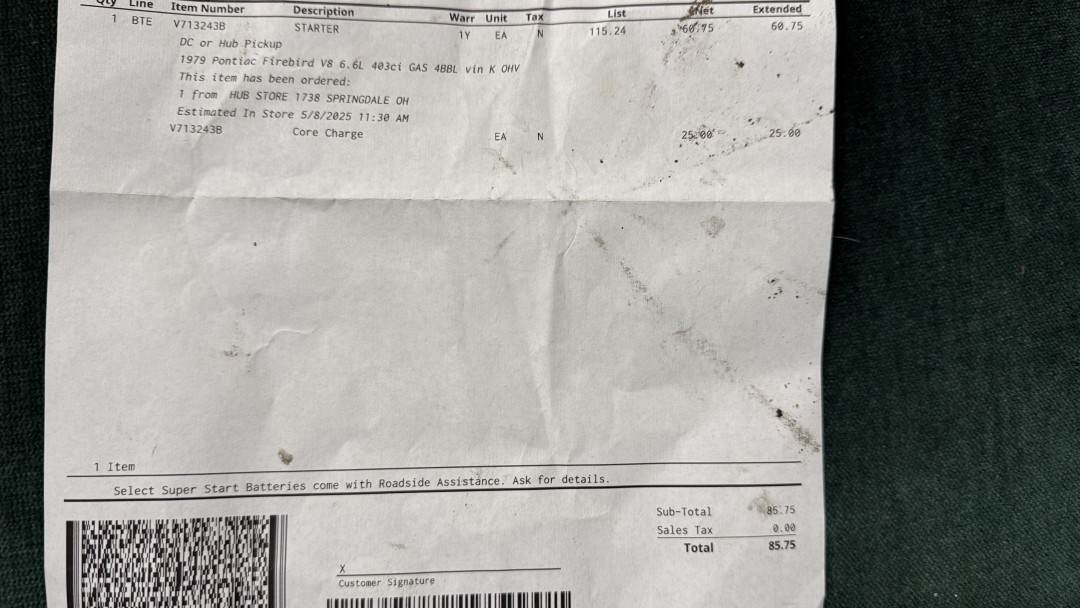 Qty Line Item Number Description Warr Unit Tax List Net Extended
1 BTE V713243B STARTER 1Y EA N 115.24 60.75 60.75
DC or Hub Pickup
1979 Pontiac Firebird V8 6.6L 403ci GAS 4BBL vin K OHV
This item has been ordered:
1 from HUB STORE 1738 SPRINGDALE OH
Estimated In Store 5/8/2025 11:30 AM
V713243B Core Charge EA N 25.00 25.00
1 Item
Select Super Start Batteries come with Roadside Assistance. Ask for details.
Sub-Total 85.75
Sales Tax 0.00
Total 85.75
X
Customer Signature